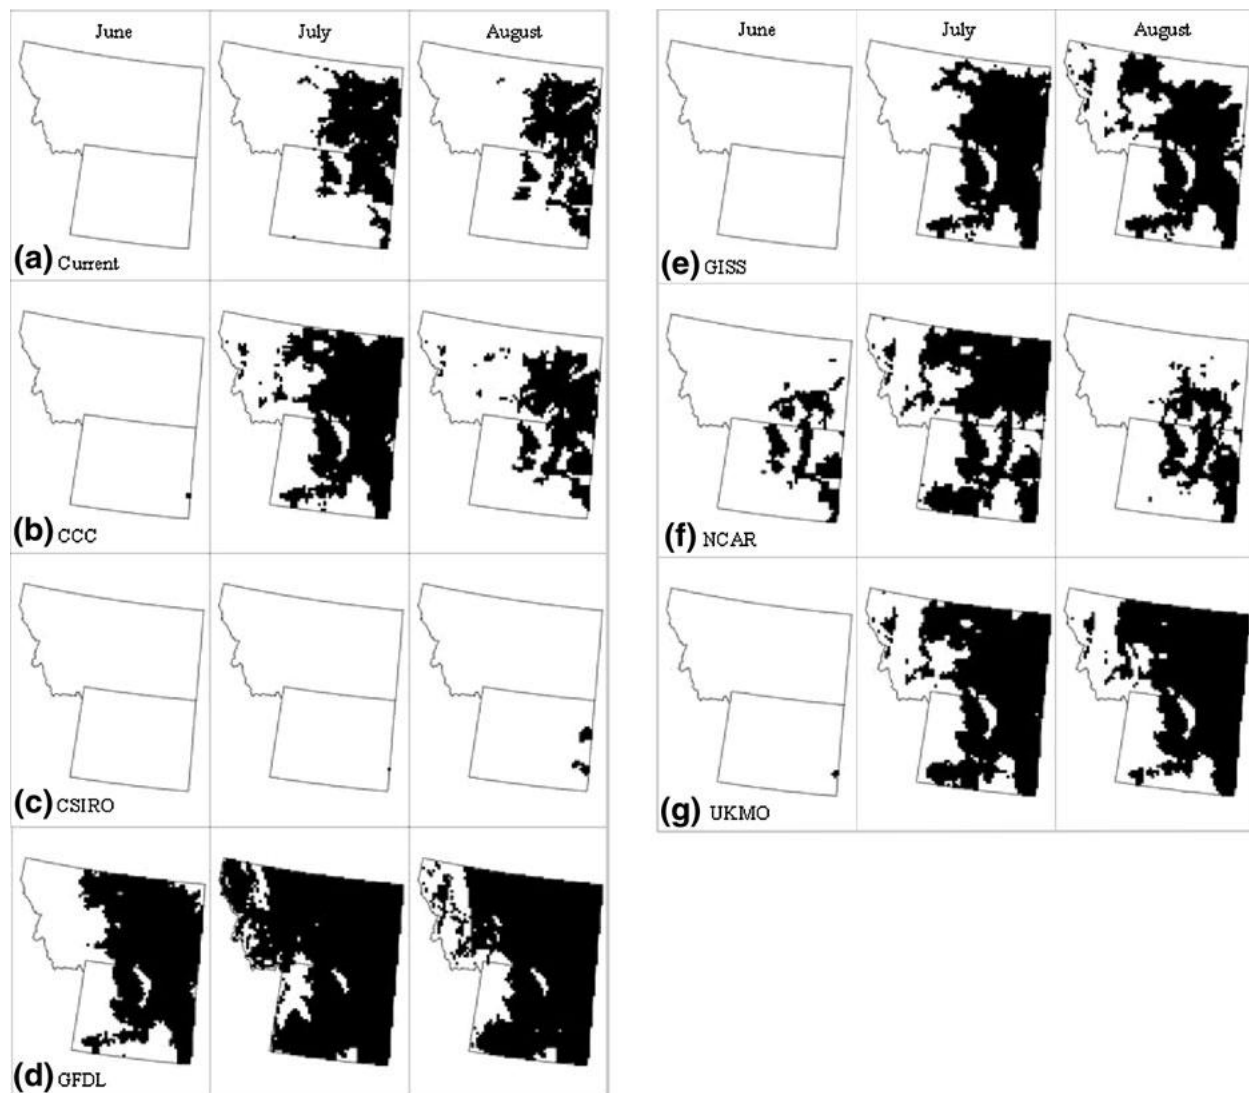 June July August
(a) Current
(b) CCC
(c) CSIRO
(d) GFDL
June July August
(e) GISS
(f) NCAR
(g) UKMO